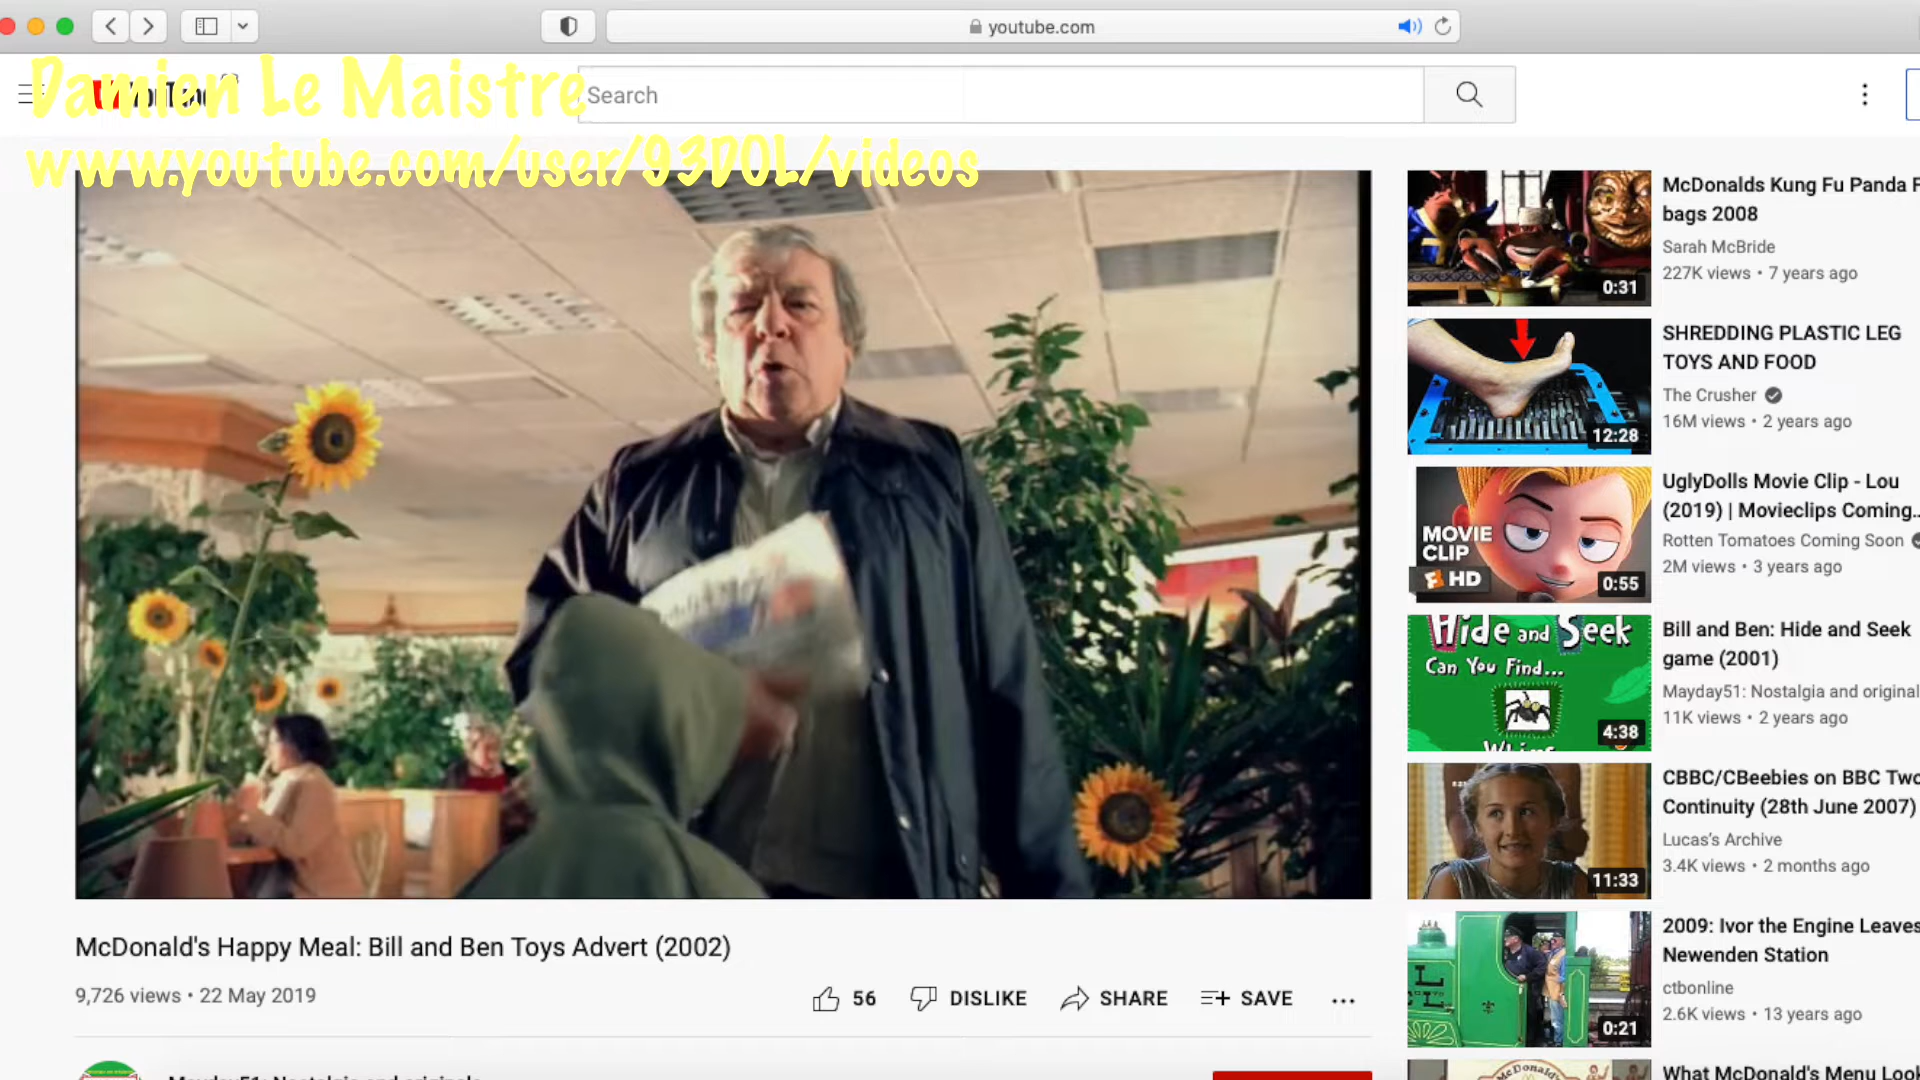 youtube.com
Damien Le Maistre
Search
www.youtube.com/user/93DOL/videos
McDonalds Kung Fu Panda F
bags 2008
Sarah McBride
227K views • 7 years ago
0:31
SHREDDING PLASTIC LEG
TOYS AND FOOD
The Crusher
16M views • 2 years ago
12:28
MOVIE
CLIP
HD
0:55
UglyDolls Movie Clip - Lou
(2019) | Movieclips Coming...
Rotten Tomatoes Coming Soon
2M views • 3 years ago
Hide and Seek
Can You Find...
4:38
Bill and Ben: Hide and Seek
game (2001)
Mayday51: Nostalgia and original
11K views • 2 years ago
CBBC/CBeebies on BBC Two
Continuity (28th June 2007)
Lucas's Archive
3.4K views • 2 months ago
11:33
2009: Ivor the Engine Leaves
Newenden Station
ctbonline
2.6K views • 13 years ago
0:21
What McDonald's Menu Look
McDonald's
McDonald's Happy Meal: Bill and Ben Toys Advert (2002)
9,726 views • 22 May 2019
56 DISLIKE SHARE SAVE
Mayday51: Nostalgia and originals